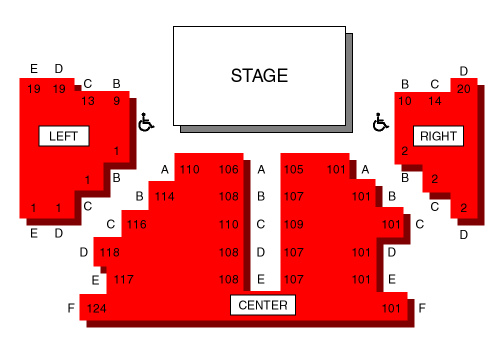 STAGE
E D C B
19 19 13 9
LEFT
1
1 B
1 1 C
E D
D
B C 20
10 14
RIGHT
2
B 2
C 2
D
A 110 106 A 105 101 A
B 114 108 B 107 101 B
C 116 110 C 109 101 C
D 118 108 D 107 101 D
E 117 108 E 107 101 E
F 124 CENTER 101 F